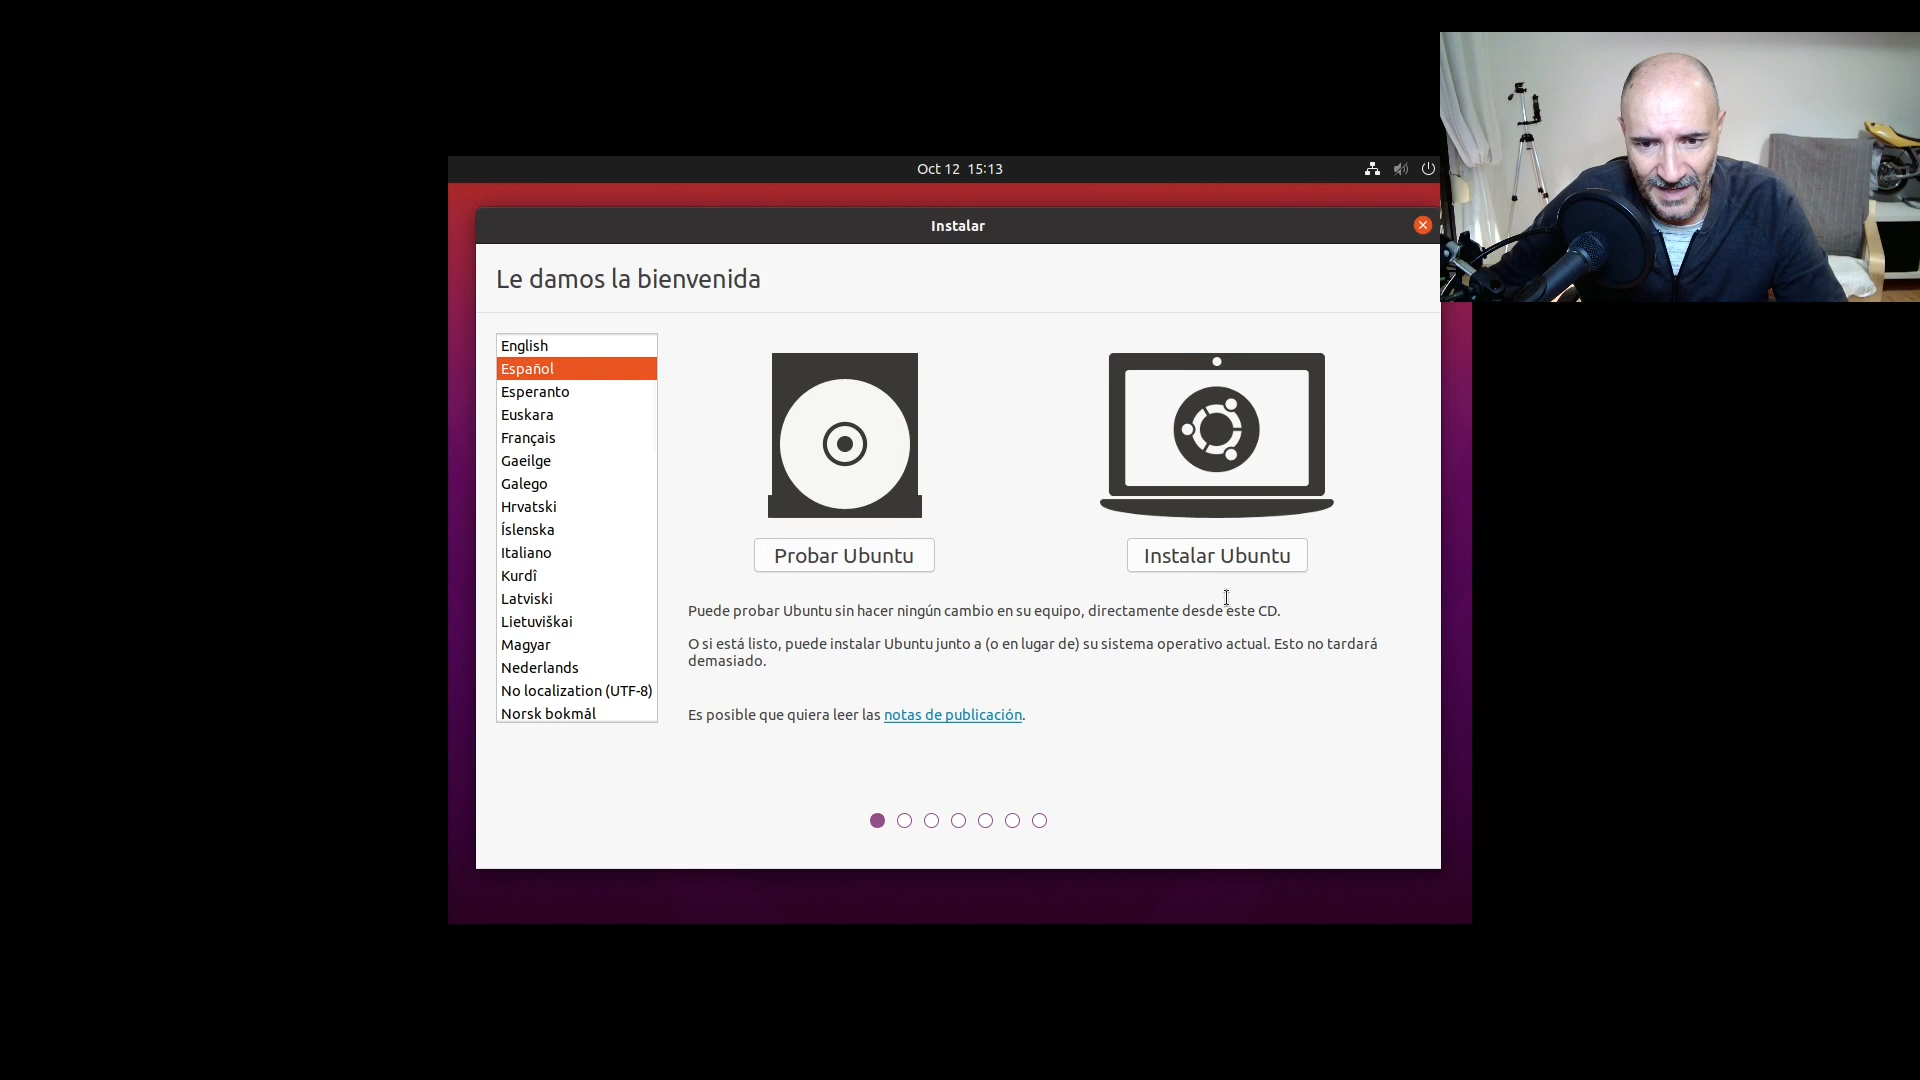 Oct 12 15:13
Instalar
Le damos la bienvenida
English
Español
Esperanto
Euskara
Français
Gaeilge
Galego
Hrvatski
Íslenska
Italiano
Kurdî
Latviski
Lietuviškai
Magyar
Nederlands
No localization (UTF-8)
Norsk bokmål
Probar Ubuntu
Instalar Ubuntu
Puede probar Ubuntu sin hacer ningún cambio en su equipo, directamente desde este CD.
O si está listo, puede instalar Ubuntu junto a (o en lugar de) su sistema operativo actual. Esto no tardará
demasiado.
Es posible que quiera leer las notas de publicación.